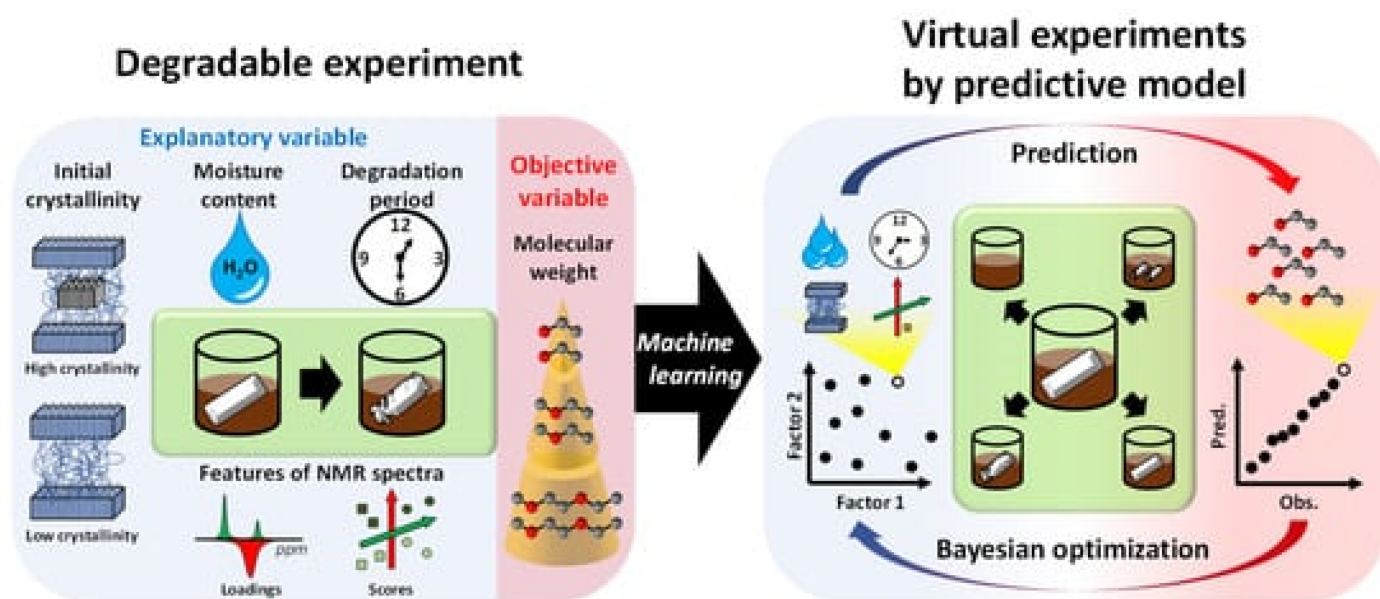 Degradable experiment
Explanatory variable
Initial
crystallinity
Moisture
content
Degradation
period
H₂O
12
9
3
6
High crystallinity
Low crystallinity
Features of NMR spectra
ppm
Loadings
Scores
Objective
variable
Molecular
weight
Machine
learning
Virtual experiments
by predictive model
Prediction
12
6
Factor 2
Factor 1
Pred.
Obs.
Bayesian optimization